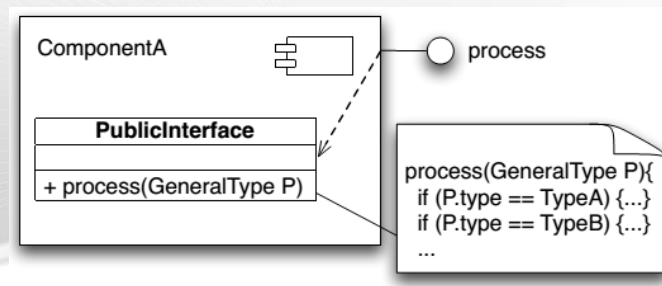 ComponentA
process
PublicInterface
+ process(GeneralType P)
process(GeneralType P){
if (P.type == TypeA) {...}
if (P.type == TypeB) {...}
...